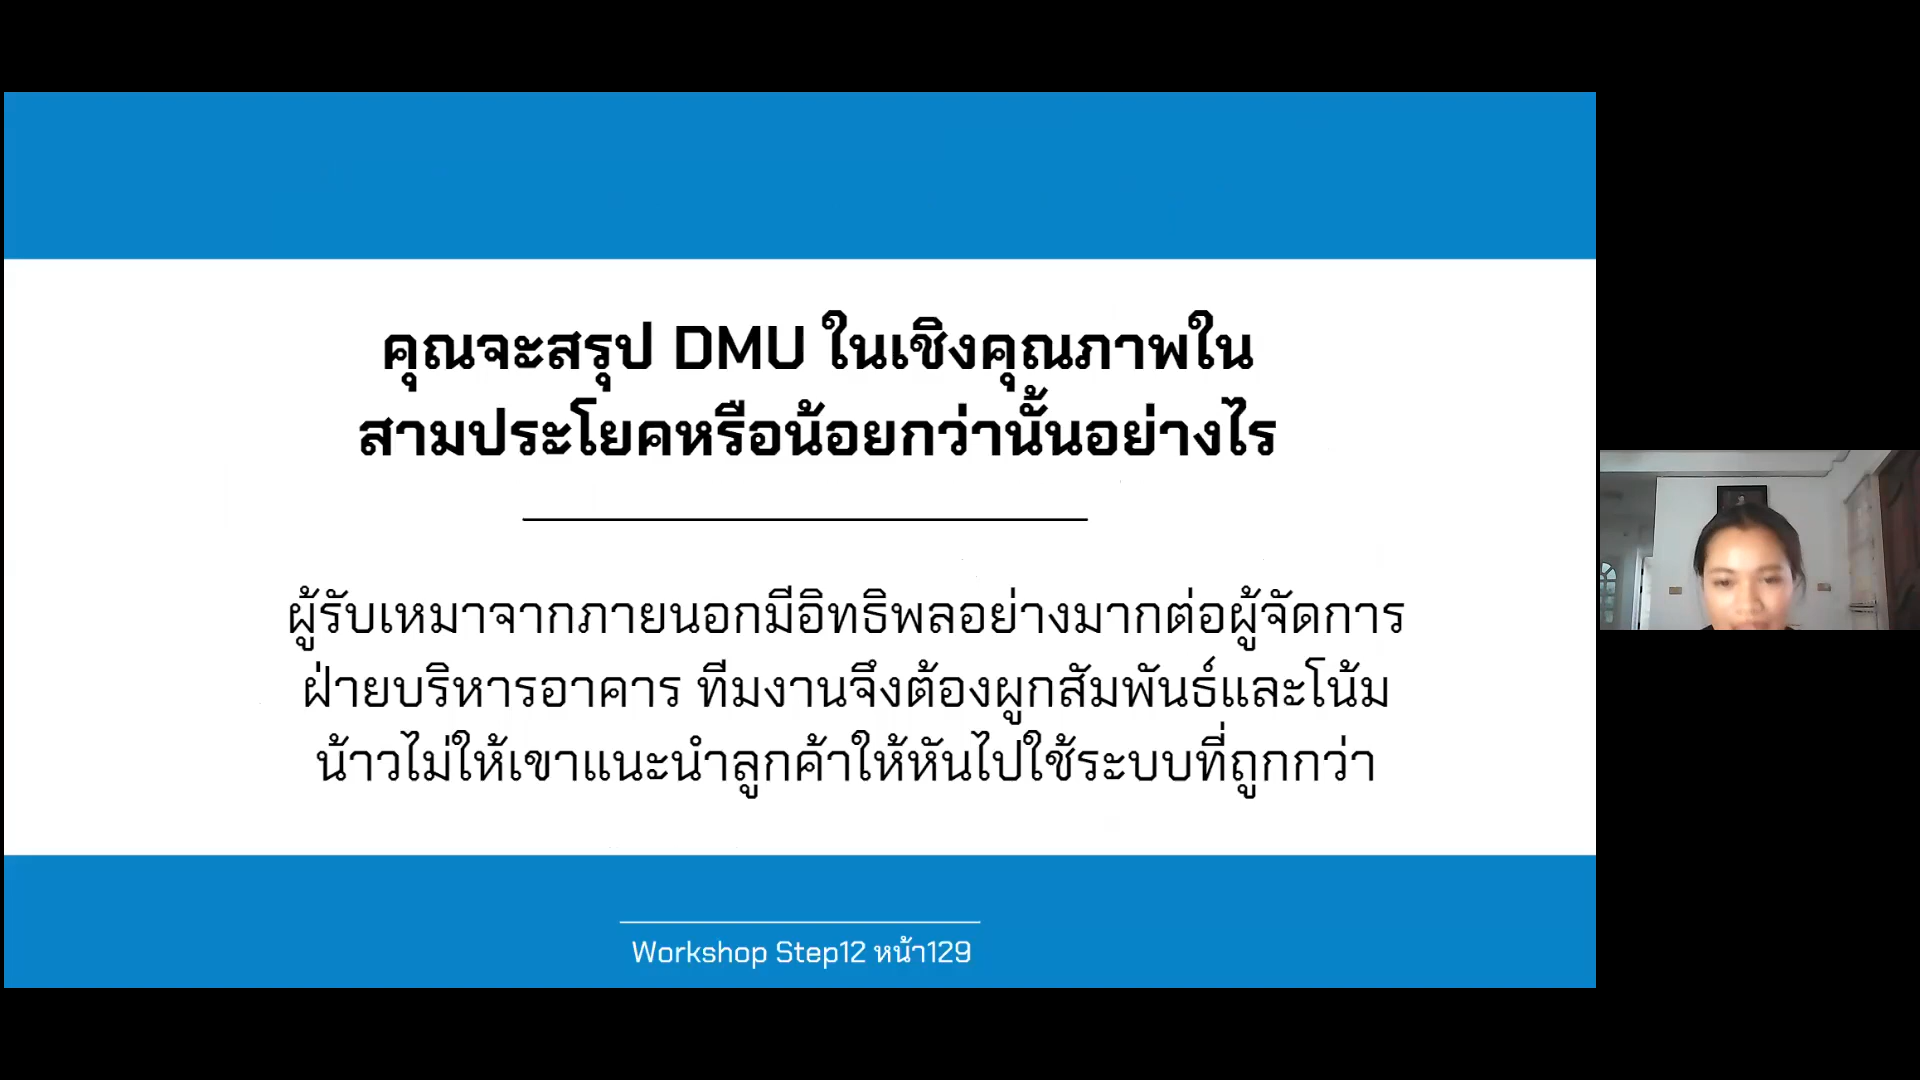 คุณจะสรุป DMU ในเชิงคุณภาพใน
สามประโยคหรือน้อยกว่านั้นอย่างไร
ผู้รับเหมาจากภายนอกมีอิทธิพลอย่างมากต่อผู้จัดการ
ฝ่ายบริหารอาคาร ทีมงานจึงต้องผูกสัมพันธ์และโน้ม
น้าวไม่ให้เขาแนะนำลูกค้าให้หันไปใช้ระบบที่ถูกกว่า
Workshop Step12 หน้า129